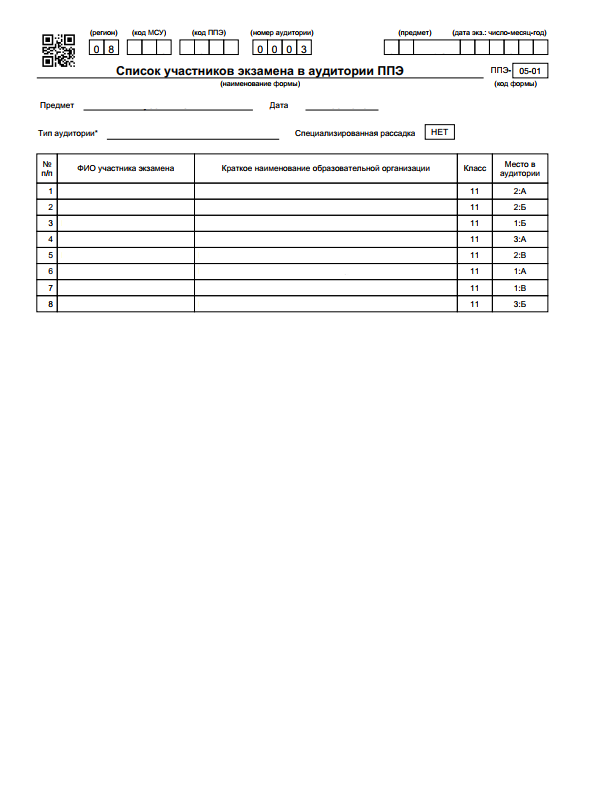 (регион) (код МСУ) (код ППЭ) (номер аудитории) (предмет) (дата экз.: число-месяц-год)
0 8 0 0 0 3
Список участников экзамена в аудитории ППЭ ППЭ- 05-01
(наименование формы) (код формы)
Предмет Дата
Тип аудитории* Специализированная рассадка НЕТ
№ п/п ФИО участника экзамена Краткое наименование образовательной организации Класс Место в аудитории
1 11 2:А
2 11 2:Б
3 11 1:Б
4 11 3:А
5 11 2:В
6 11 1:А
7 11 1:В
8 11 3:Б